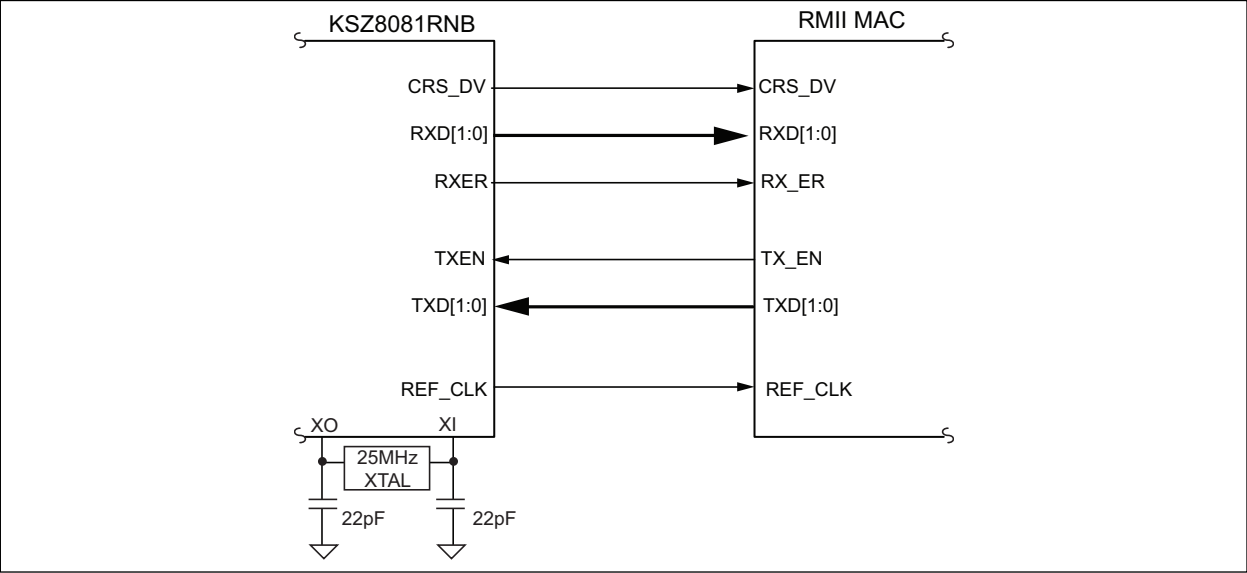 KSZ8081RNB
RMII MAC
CRS_DV
CRS_DV
RXD[1:0]
RXD[1:0]
RXER
RX_ER
TXEN
TX_EN
TXD[1:0]
TXD[1:0]
REF_CLK
REF_CLK
XO
XI
25MHz
XTAL
22pF
22pF